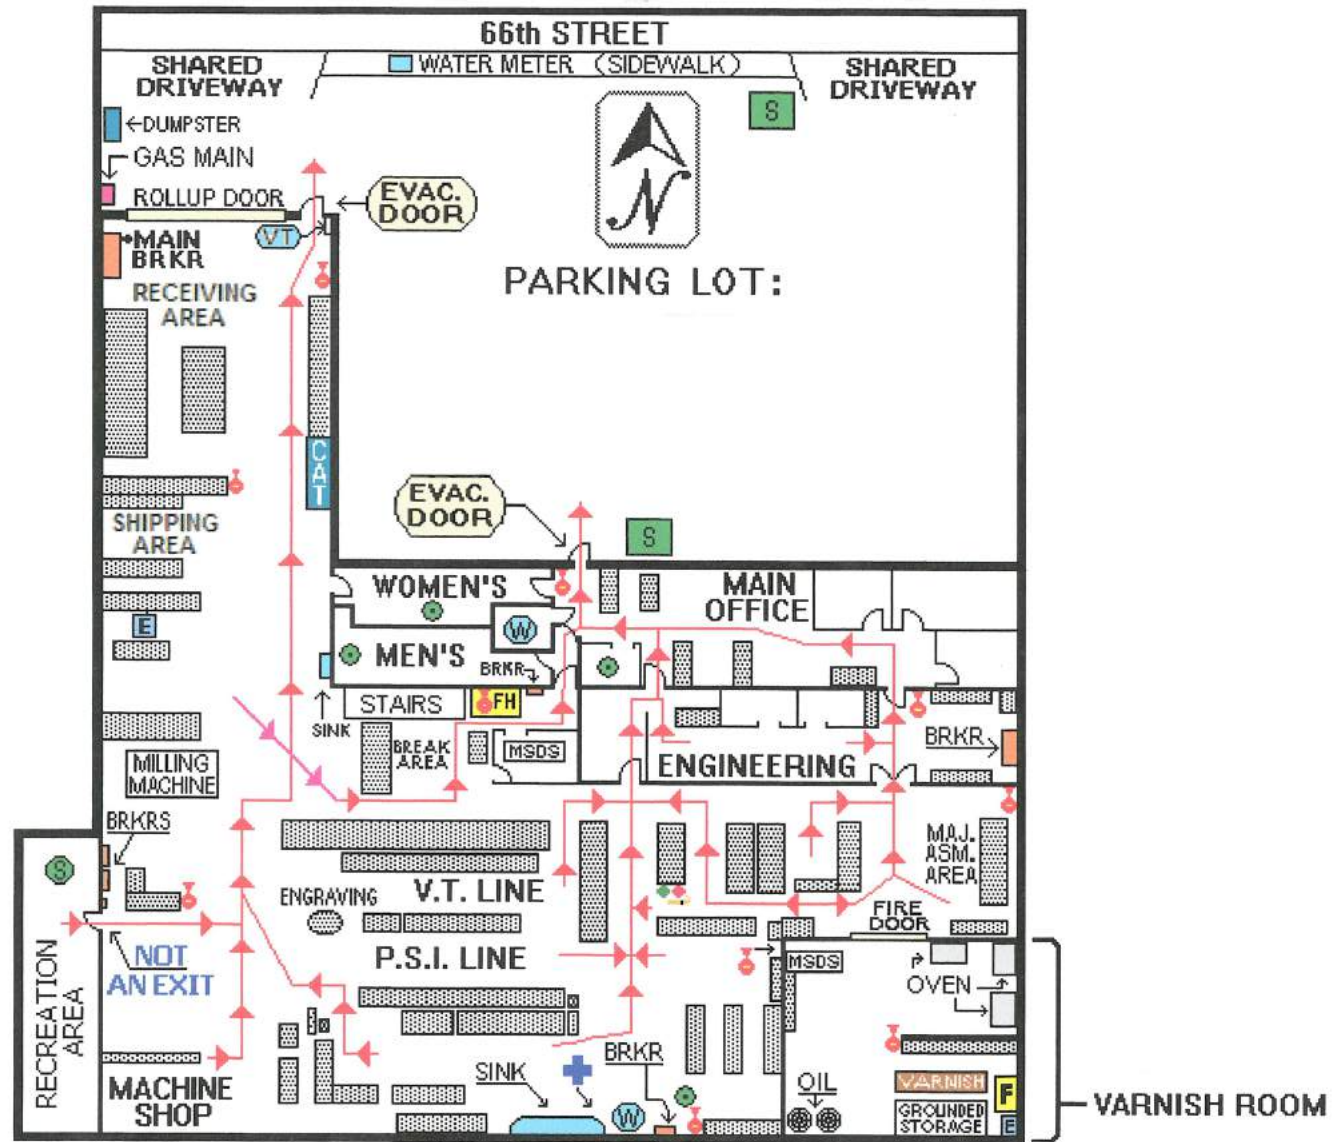 66th STREET
SHARED
DRIVEWAY
WATER METER (SIDEWALK)
SHARED
DRIVEWAY
S
DUMPSTER
GAS MAIN
ROLLUP DOOR
EVAC.
DOOR
VT
N
MAIN
BRKR
PARKING LOT:
RECEIVING
AREA
CAT
EVAC.
DOOR
S
SHIPPING
AREA
E
WOMEN'S
MAIN
OFFICE
W
MEN'S
BRKR
SINK
STAIRS
FH
BREAK
AREA
MSDS
ENGINEERING
BRKR
MILLING
MACHINE
BRKRS
S
V.T. LINE
ENGRAVING
MAJ.
ASM.
AREA
FIRE
DOOR
NOT
AN EXIT
P.S.I. LINE
MSDS
OVEN
RECREATION
AREA
MACHINE
SHOP
SINK
BRKR
W
OIL
VARNISH
F
GROUNDED
STORAGE
E
VARNISH ROOM